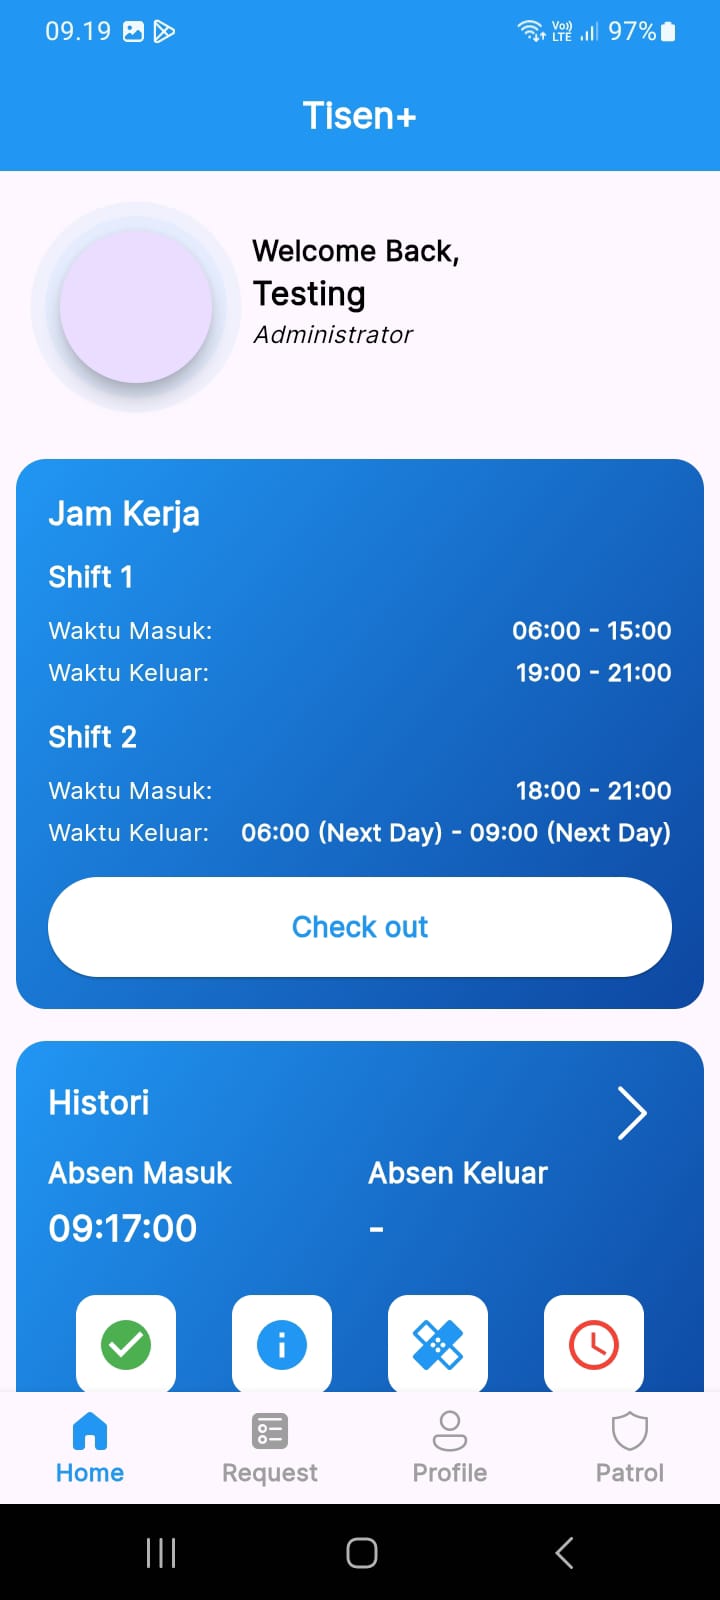 09.19
Vo)) LTE
97%
Tisen+
Welcome Back,
Testing
Administrator
Jam Kerja
Shift 1
Waktu Masuk: 06:00 - 15:00
Waktu Keluar: 19:00 - 21:00
Shift 2
Waktu Masuk: 18:00 - 21:00
Waktu Keluar: 06:00 (Next Day) - 09:00 (Next Day)
Check out
Histori
Absen Masuk Absen Keluar
09:17:00 -
Home Request Profile Patrol